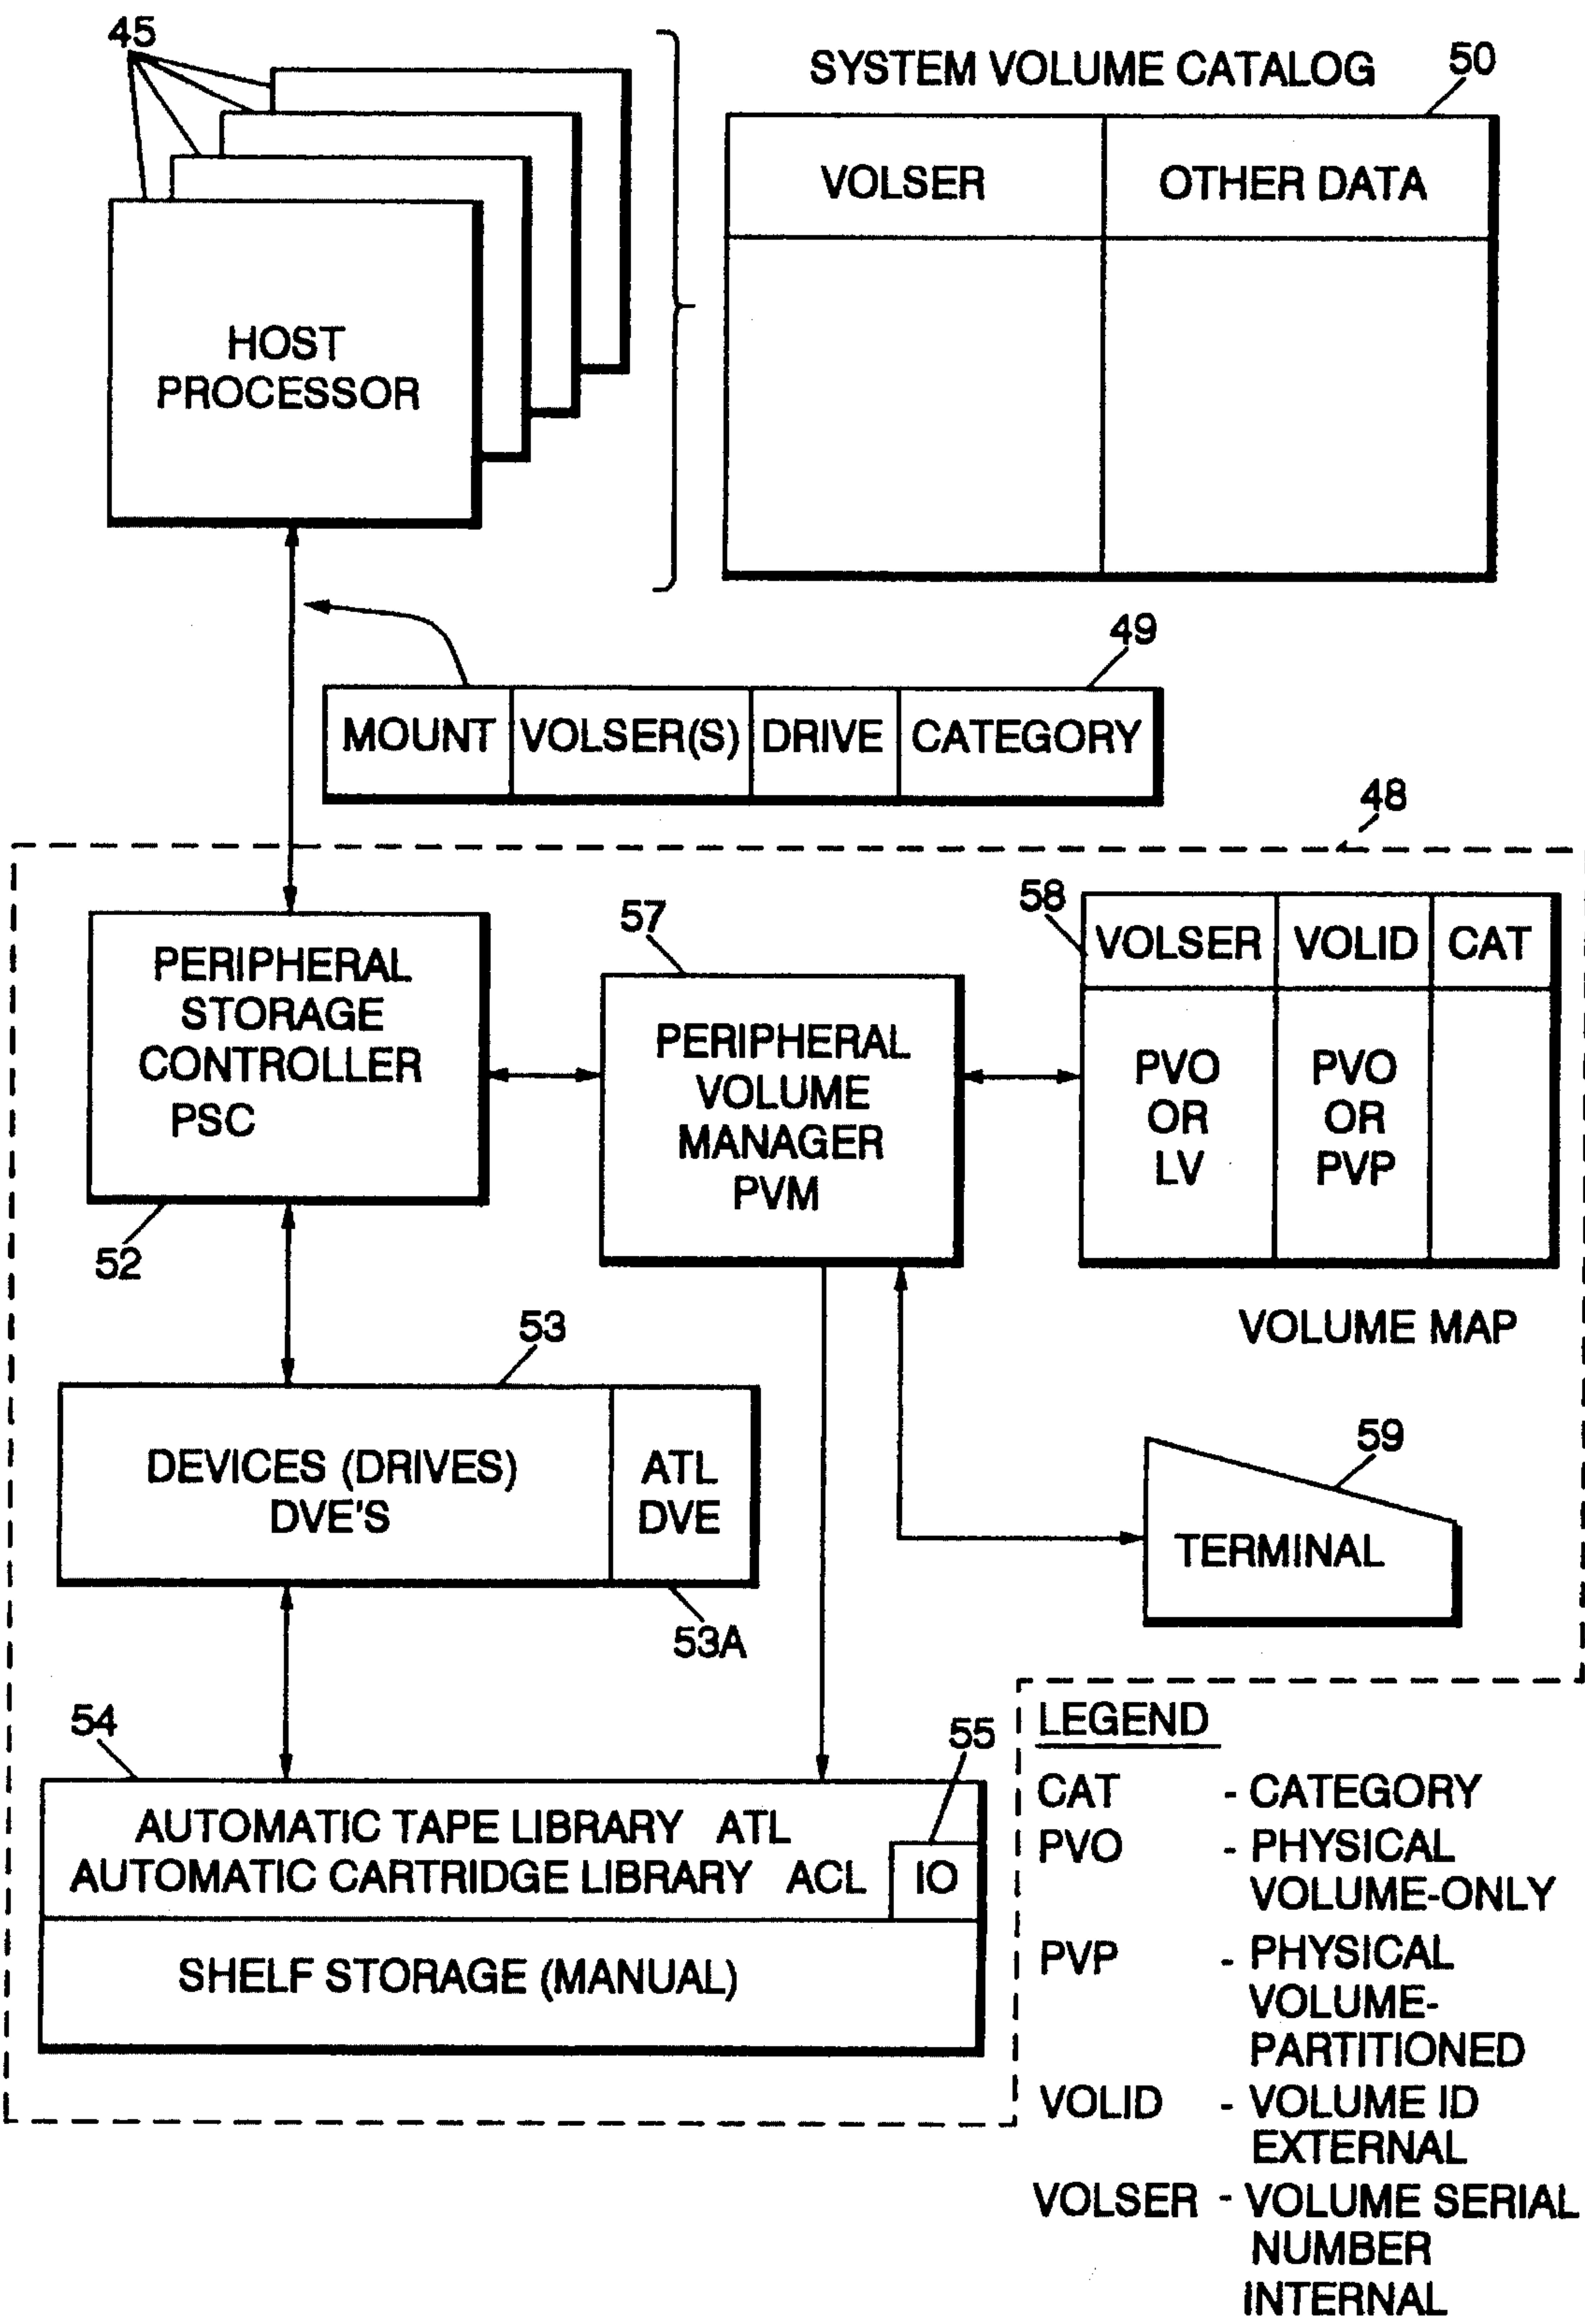 45
SYSTEM VOLUME CATALOG
50
VOLSER
OTHER DATA
HOST
PROCESSOR
49
MOUNT
VOLSER(S)
DRIVE
CATEGORY
48
PERIPHERAL
STORAGE
CONTROLLER
PSC
52
57
PERIPHERAL
VOLUME
MANAGER
PVM
58
VOLSER
VOLID
CAT
PVO
OR
LV
PVO
OR
PVP
VOLUME MAP
53
DEVICES (DRIVES)
DVE'S
ATL
DVE
53A
59
TERMINAL
54
55
AUTOMATIC TAPE LIBRARY ATL
AUTOMATIC CARTRIDGE LIBRARY ACL
IO
SHELF STORAGE (MANUAL)
LEGEND
CAT - CATEGORY
PVO - PHYSICAL
VOLUME-ONLY
PVP - PHYSICAL
VOLUME-
PARTITIONED
VOLID - VOLUME ID
EXTERNAL
VOLSER - VOLUME SERIAL
NUMBER
INTERNAL